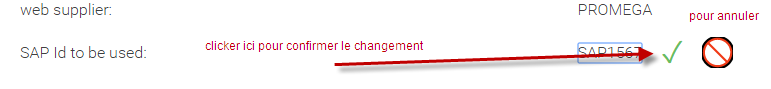 web supplier: PROMEGA pour annuler
SAP Id to be used: clicker ici pour confirmer le changement SAP1567